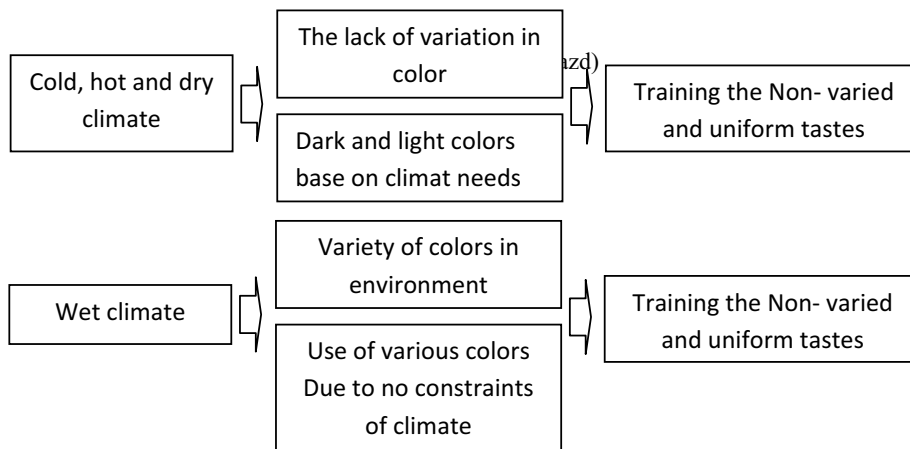 The lack of variation in
color
azd)
Cold, hot and dry
climate
Dark and light colors
base on climat needs
Training the Non- varied
and uniform tastes
Variety of colors in
environment
Wet climate
Use of various colors
Due to no constraints
of climate
Training the Non- varied
and uniform tastes